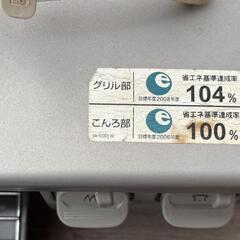 グリル部
省エネ基準達成率
目標年度2008年度
104%
こんろ部
省エネ基準達成率
目標年度2006年度
100%